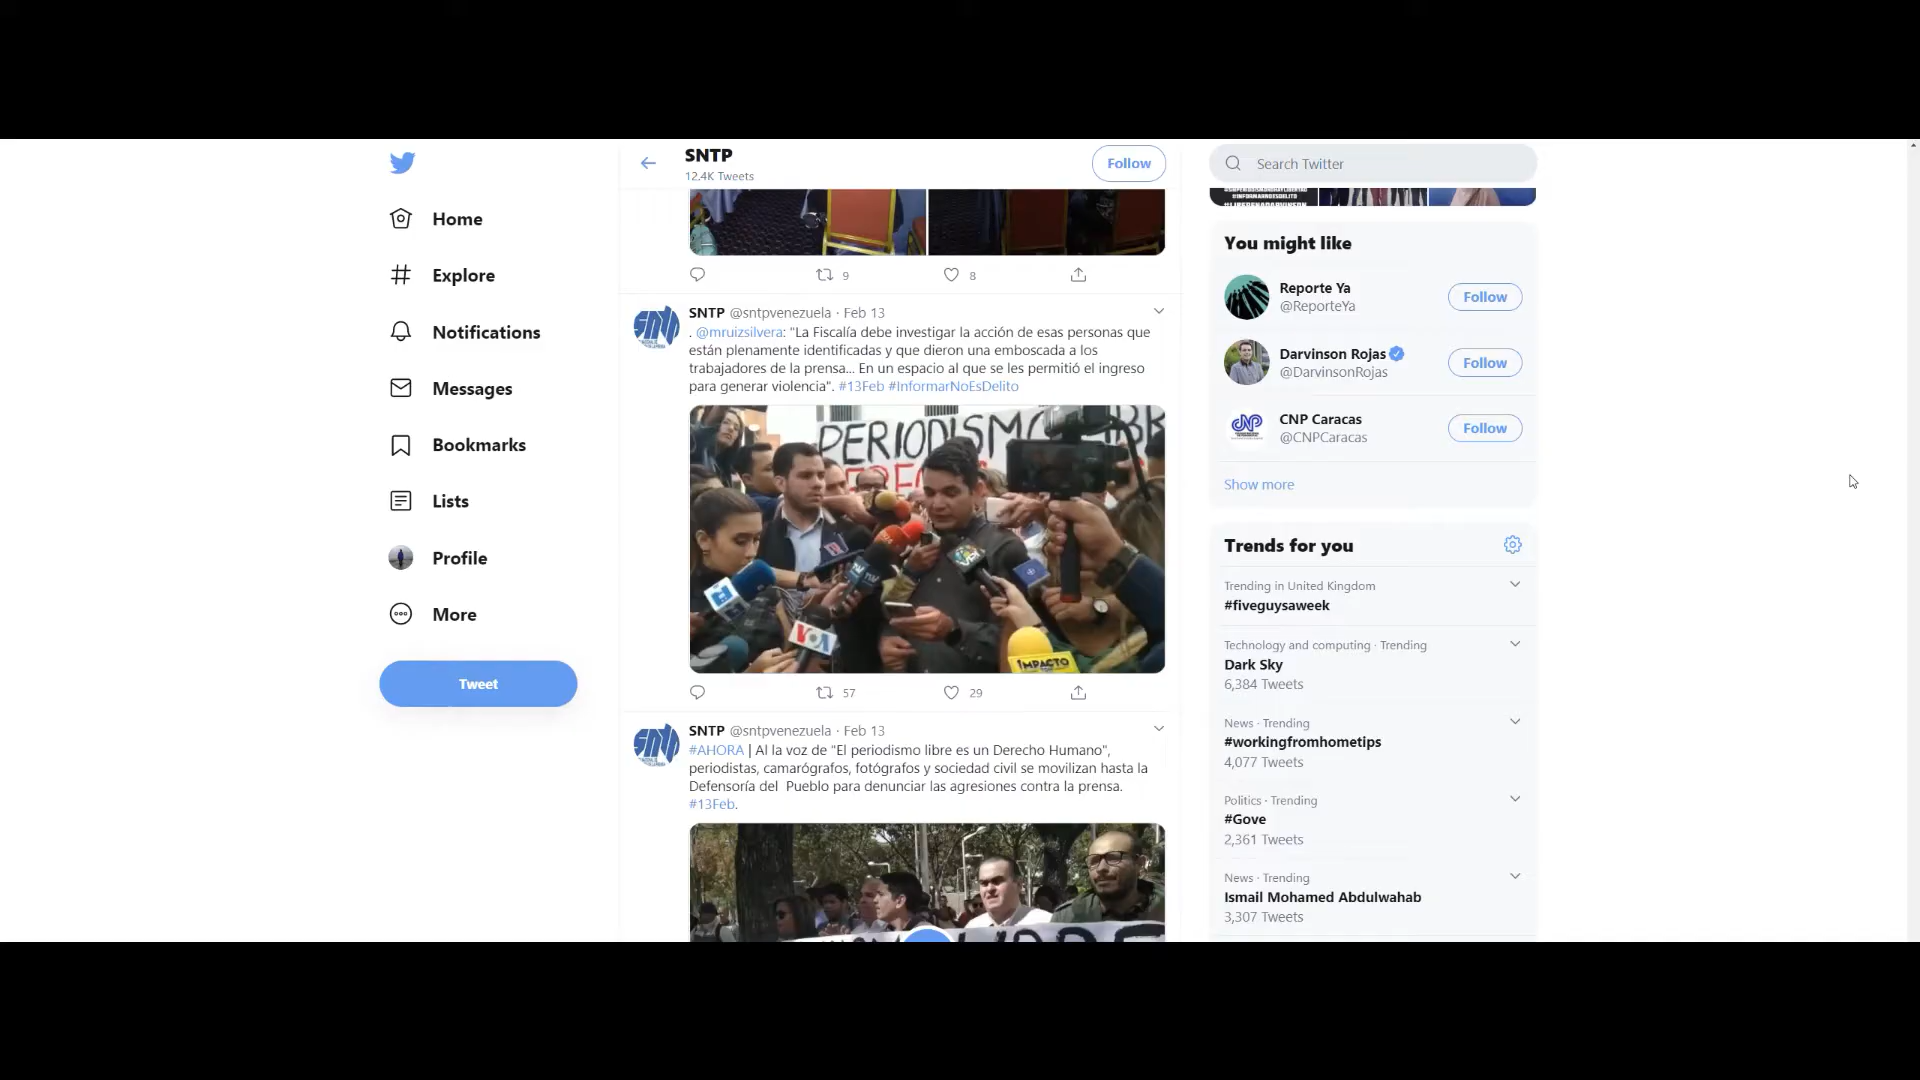 SNTP
12.4K Tweets
Follow
Search Twitter
Home
Explore
Notifications
Messages
Bookmarks
Lists
Profile
More
Tweet
9
8
SNTP @sntpvenezuela · Feb 13
. @mruizsilvera: "La Fiscalía debe investigar la acción de esas personas que
están plenamente identificadas y que dieron una emboscada a los
trabajadores de la prensa... En un espacio al que se les permitió el ingreso
para generar violencia". #13Feb #InformarNoEsDelito
PERIODISMO
VOA
IMPACTO
57
29
SNTP @sntpvenezuela · Feb 13
#AHORA | Al la voz de "El periodismo libre es un Derecho Humano",
periodistas, camarógrafos, fotógrafos y sociedad civil se movilizan hasta la
Defensoría del Pueblo para denunciar las agresiones contra la prensa.
#13Feb.
#INFORMARNOESDELITO
You might like
Reporte Ya
@ReporteYa
Follow
Darvinson Rojas
@DarvinsonRojas
Follow
CNP
CNP Caracas
@CNPCaracas
Follow
Show more
Trends for you
Trending in United Kingdom
#fiveguysaweek
Technology and computing · Trending
Dark Sky
6,384 Tweets
News · Trending
#workingfromhometips
4,077 Tweets
Politics · Trending
#Gove
2,361 Tweets
News · Trending
Ismail Mohamed Abdulwahab
3,307 Tweets